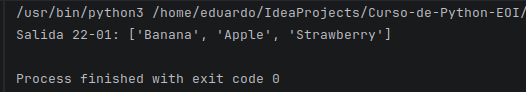 /usr/bin/python3 /home/eduardo/IdeaProjects/Curso-de-Python-EOI/
Salida 22-01: ['Banana', 'Apple', 'Strawberry']
Process finished with exit code 0